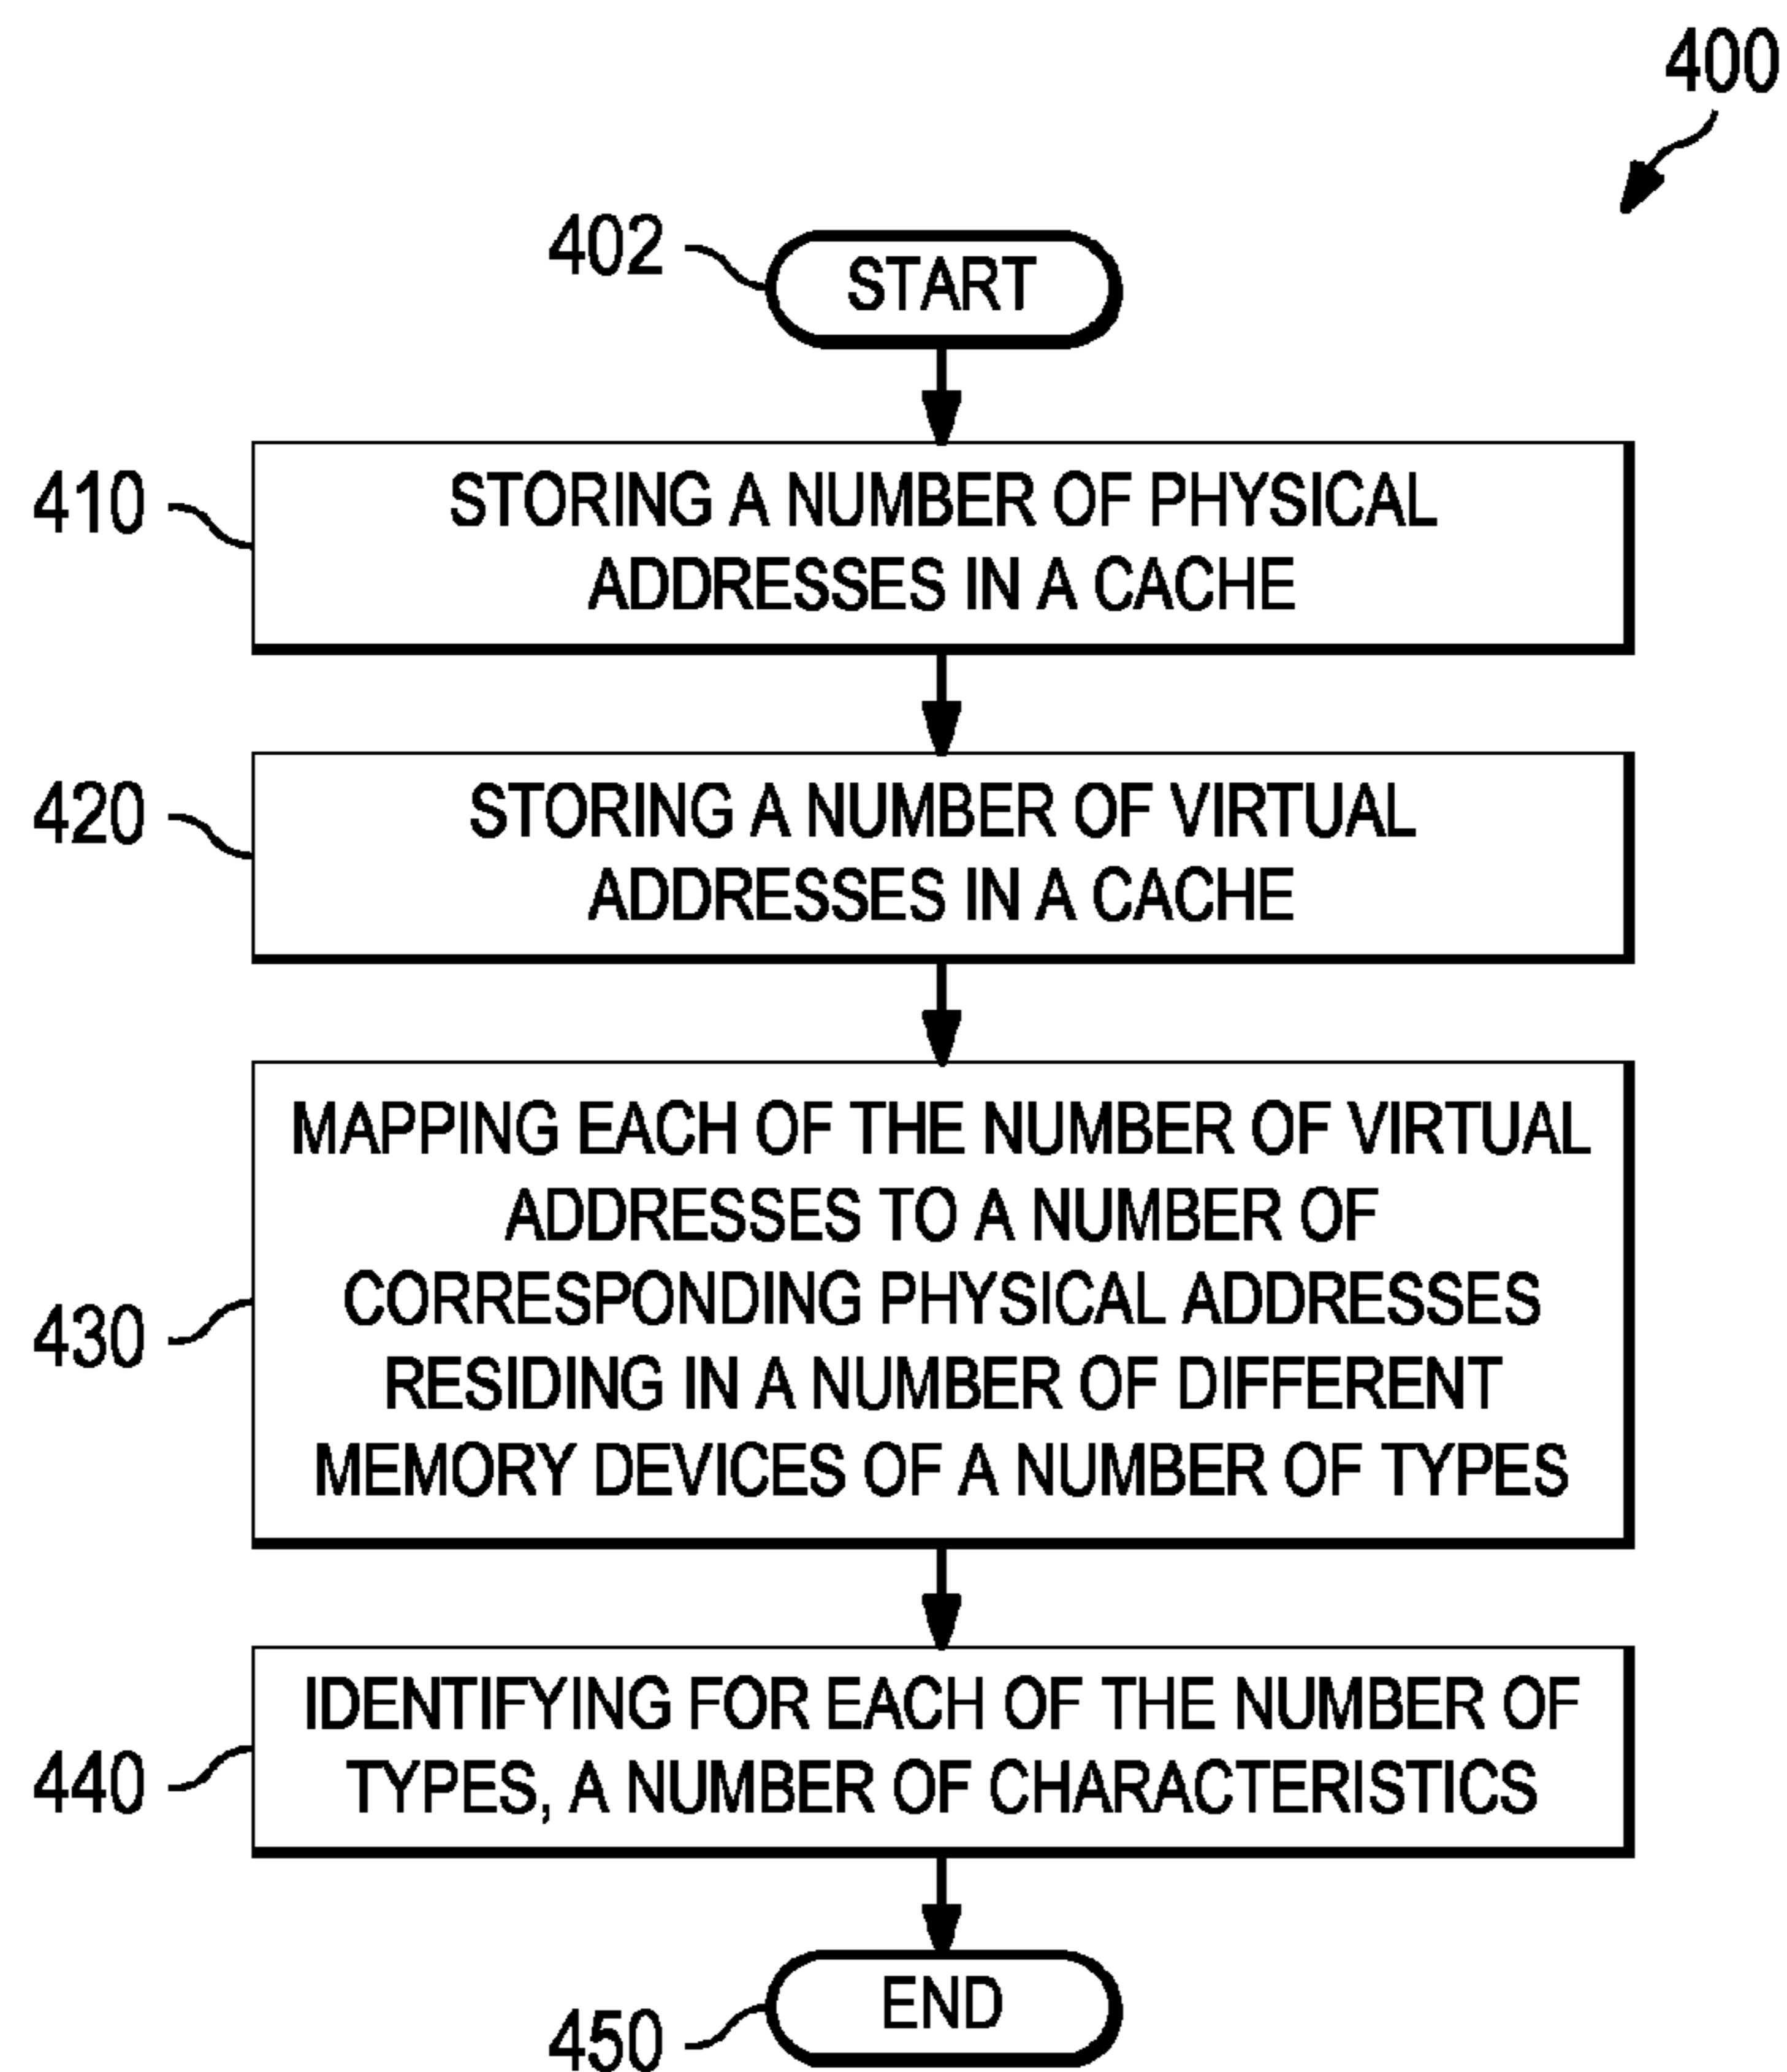 400
402
START
410
STORING A NUMBER OF PHYSICAL
ADDRESSES IN A CACHE
420
STORING A NUMBER OF VIRTUAL
ADDRESSES IN A CACHE
430
MAPPING EACH OF THE NUMBER OF VIRTUAL
ADDRESSES TO A NUMBER OF
CORRESPONDING PHYSICAL ADDRESSES
RESIDING IN A NUMBER OF DIFFERENT
MEMORY DEVICES OF A NUMBER OF TYPES
440
IDENTIFYING FOR EACH OF THE NUMBER OF
TYPES, A NUMBER OF CHARACTERISTICS
450
END